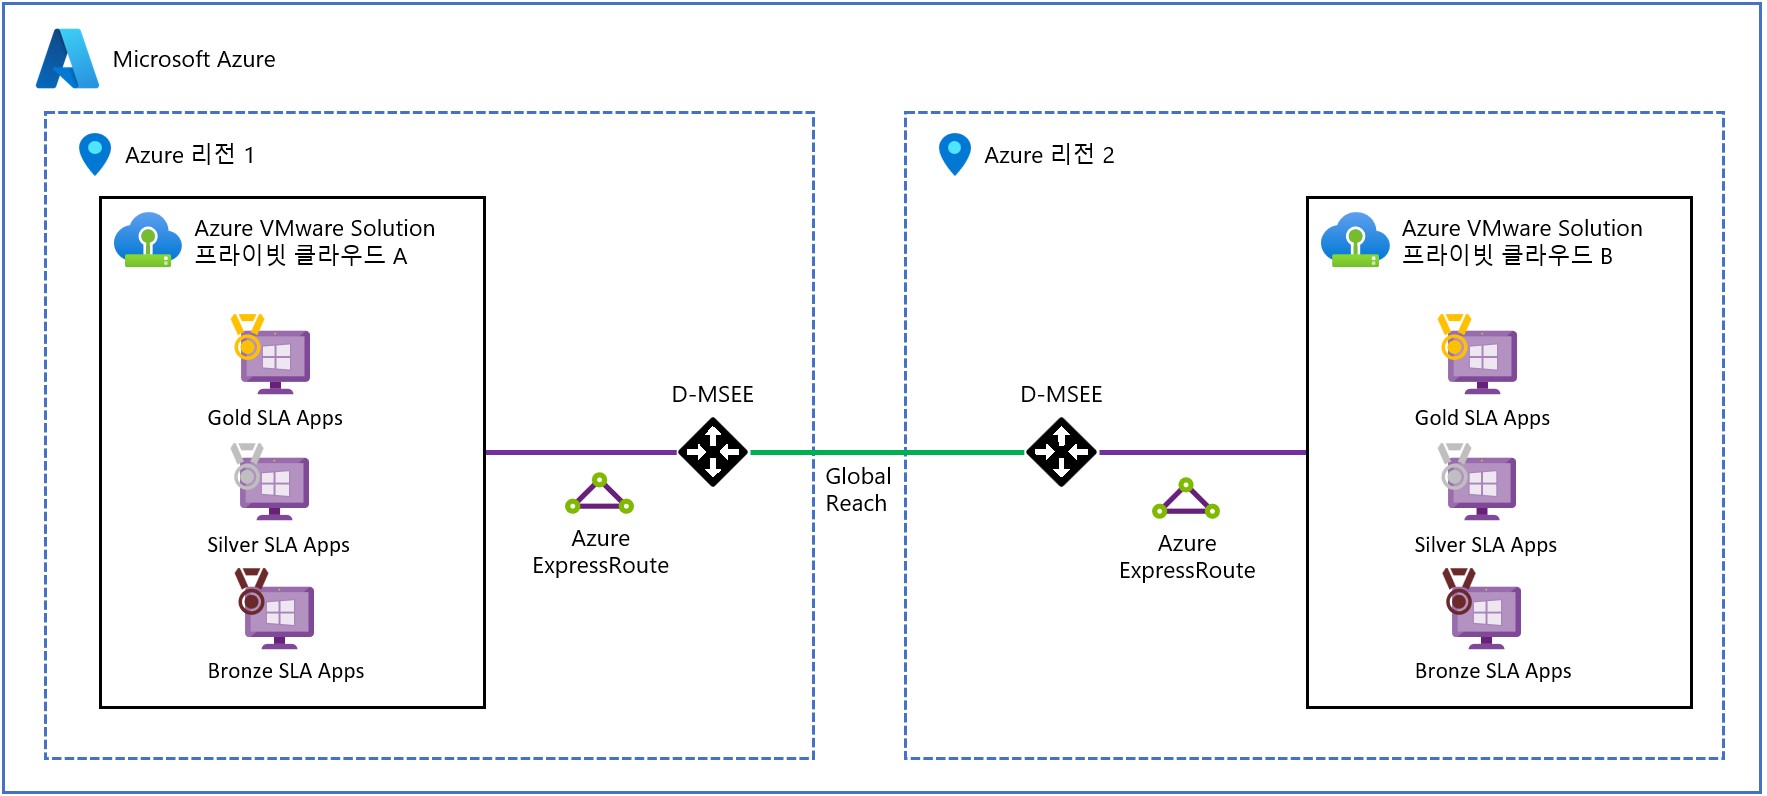 Microsoft Azure
Azure 리전 1
Azure VMware Solution
프라이빗 클라우드 A
Gold SLA Apps
Silver SLA Apps
Bronze SLA Apps
D-MSEE
Azure
ExpressRoute
Global
Reach
Azure 리전 2
D-MSEE
Azure
ExpressRoute
Azure VMware Solution
프라이빗 클라우드 B
Gold SLA Apps
Silver SLA Apps
Bronze SLA Apps